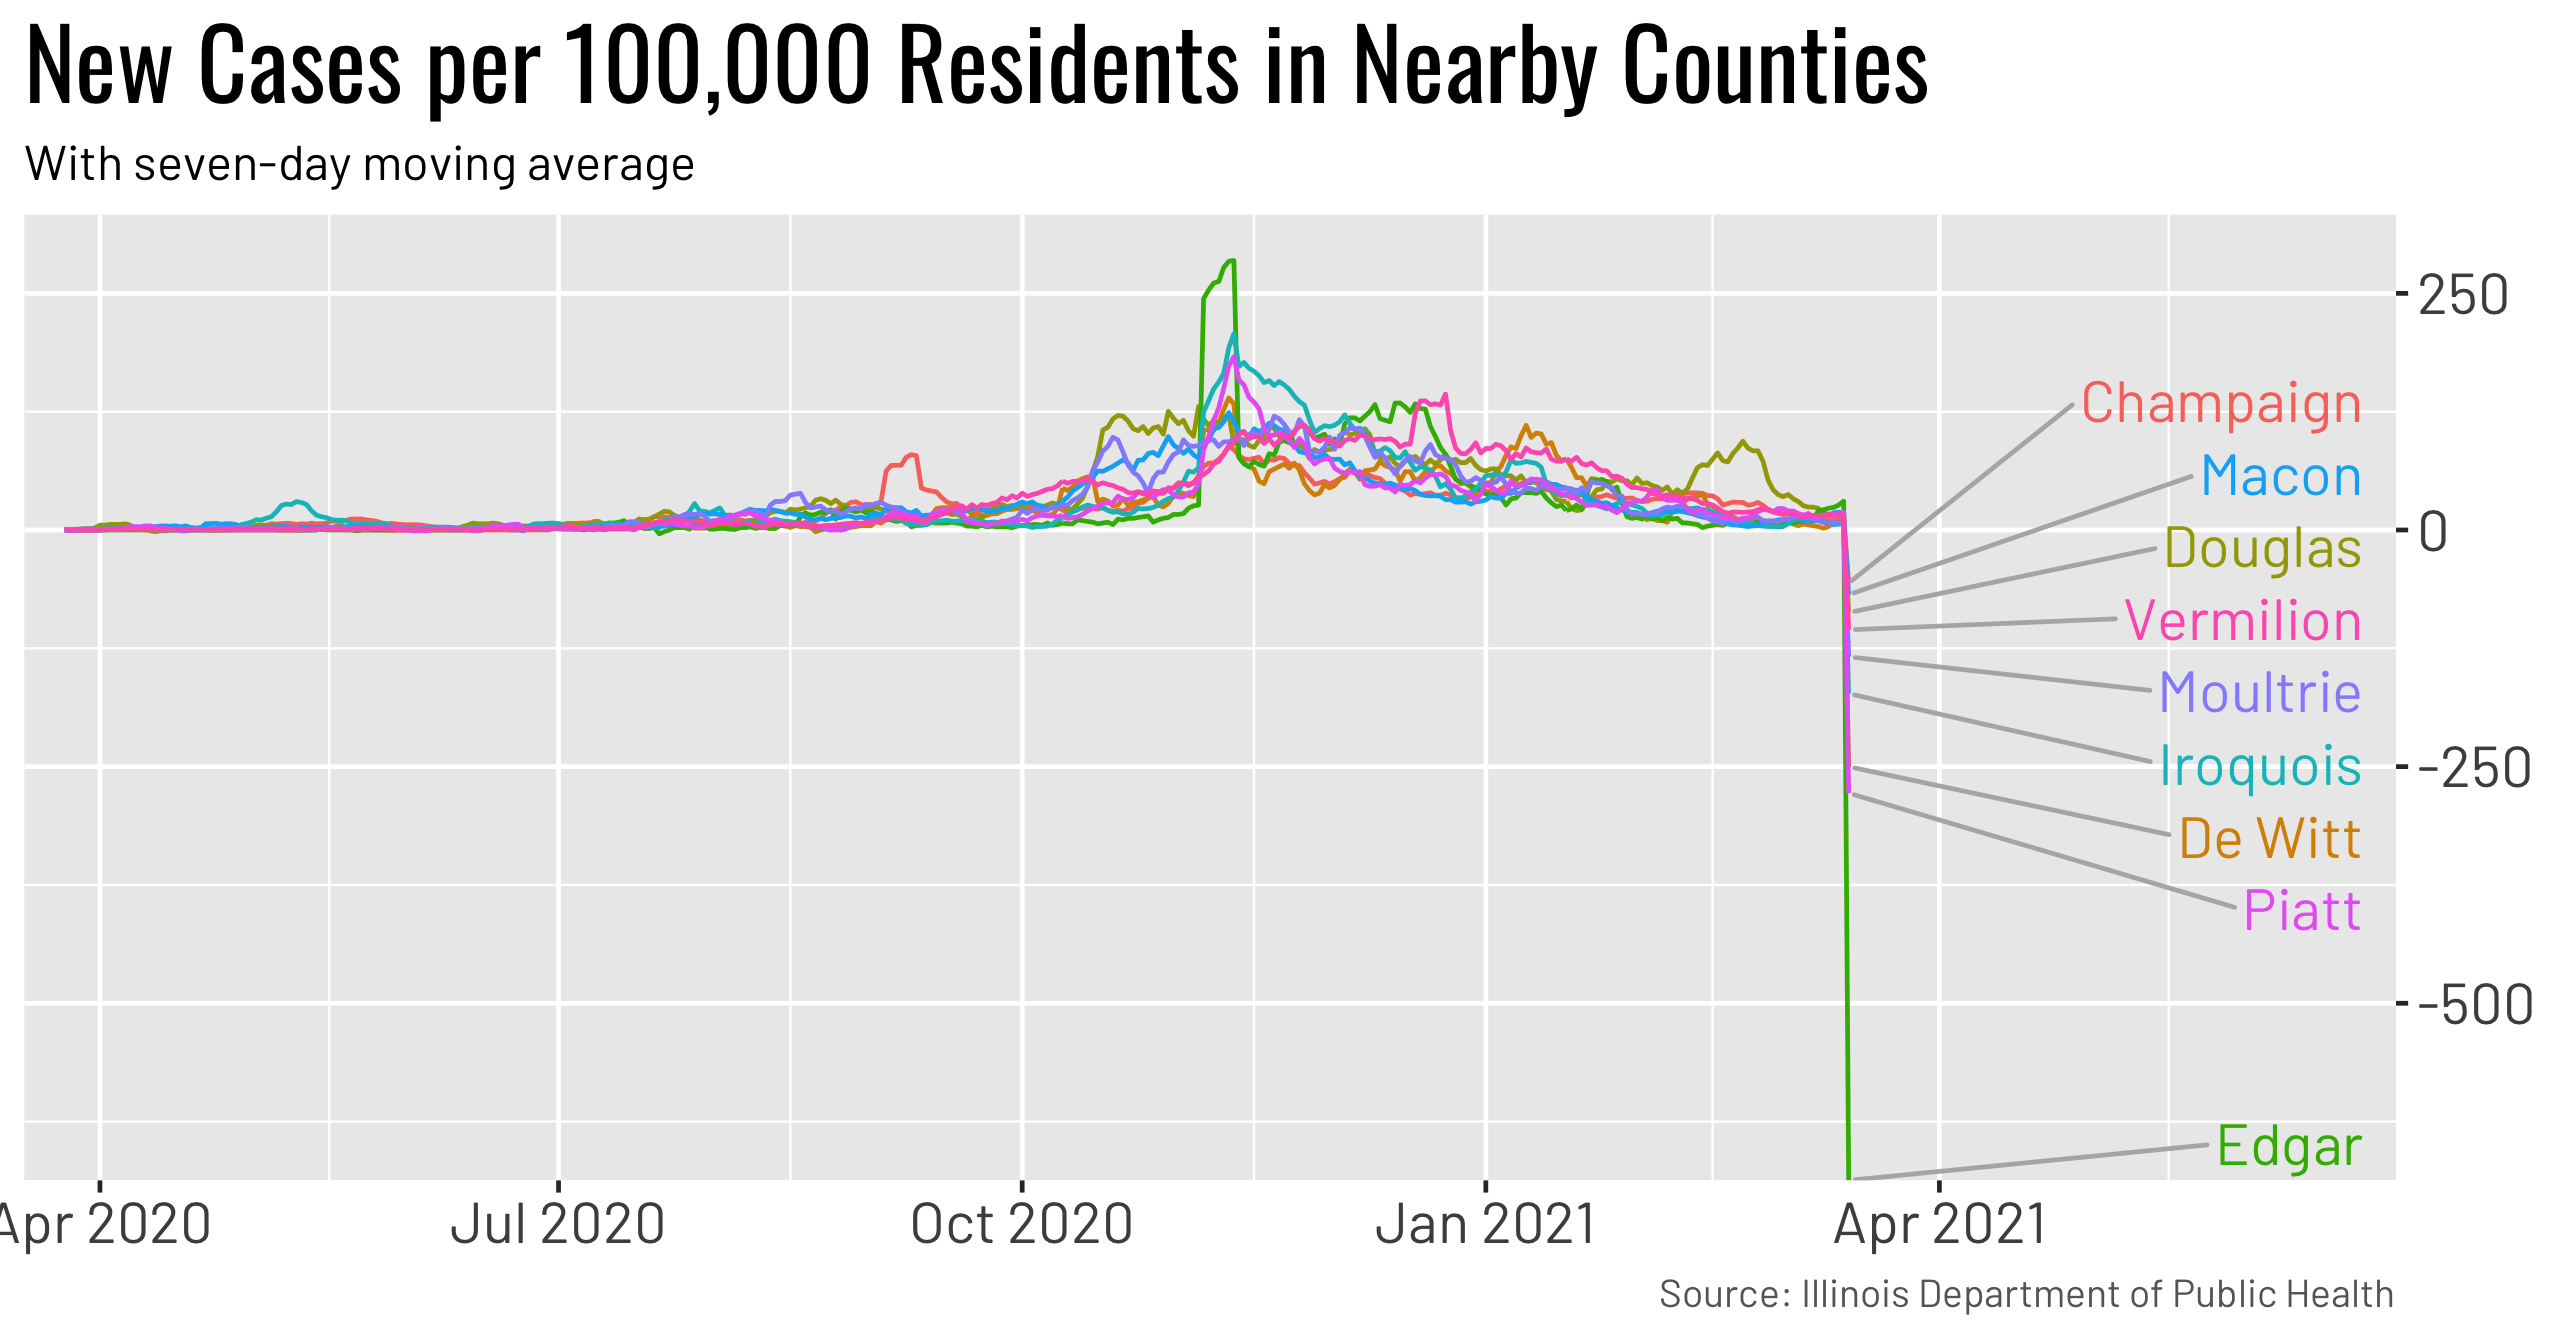 New Cases per 100,000 Residents in Nearby Counties
With seven-day moving average
250
Champaign
Macon
0
Douglas
Vermilion
Moultrie
Iroquois
-250
De Witt
Piatt
-500
Edgar
Apr 2020 Jul 2020 Oct 2020 Jan 2021 Apr 2021
Source: Illinois Department of Public Health